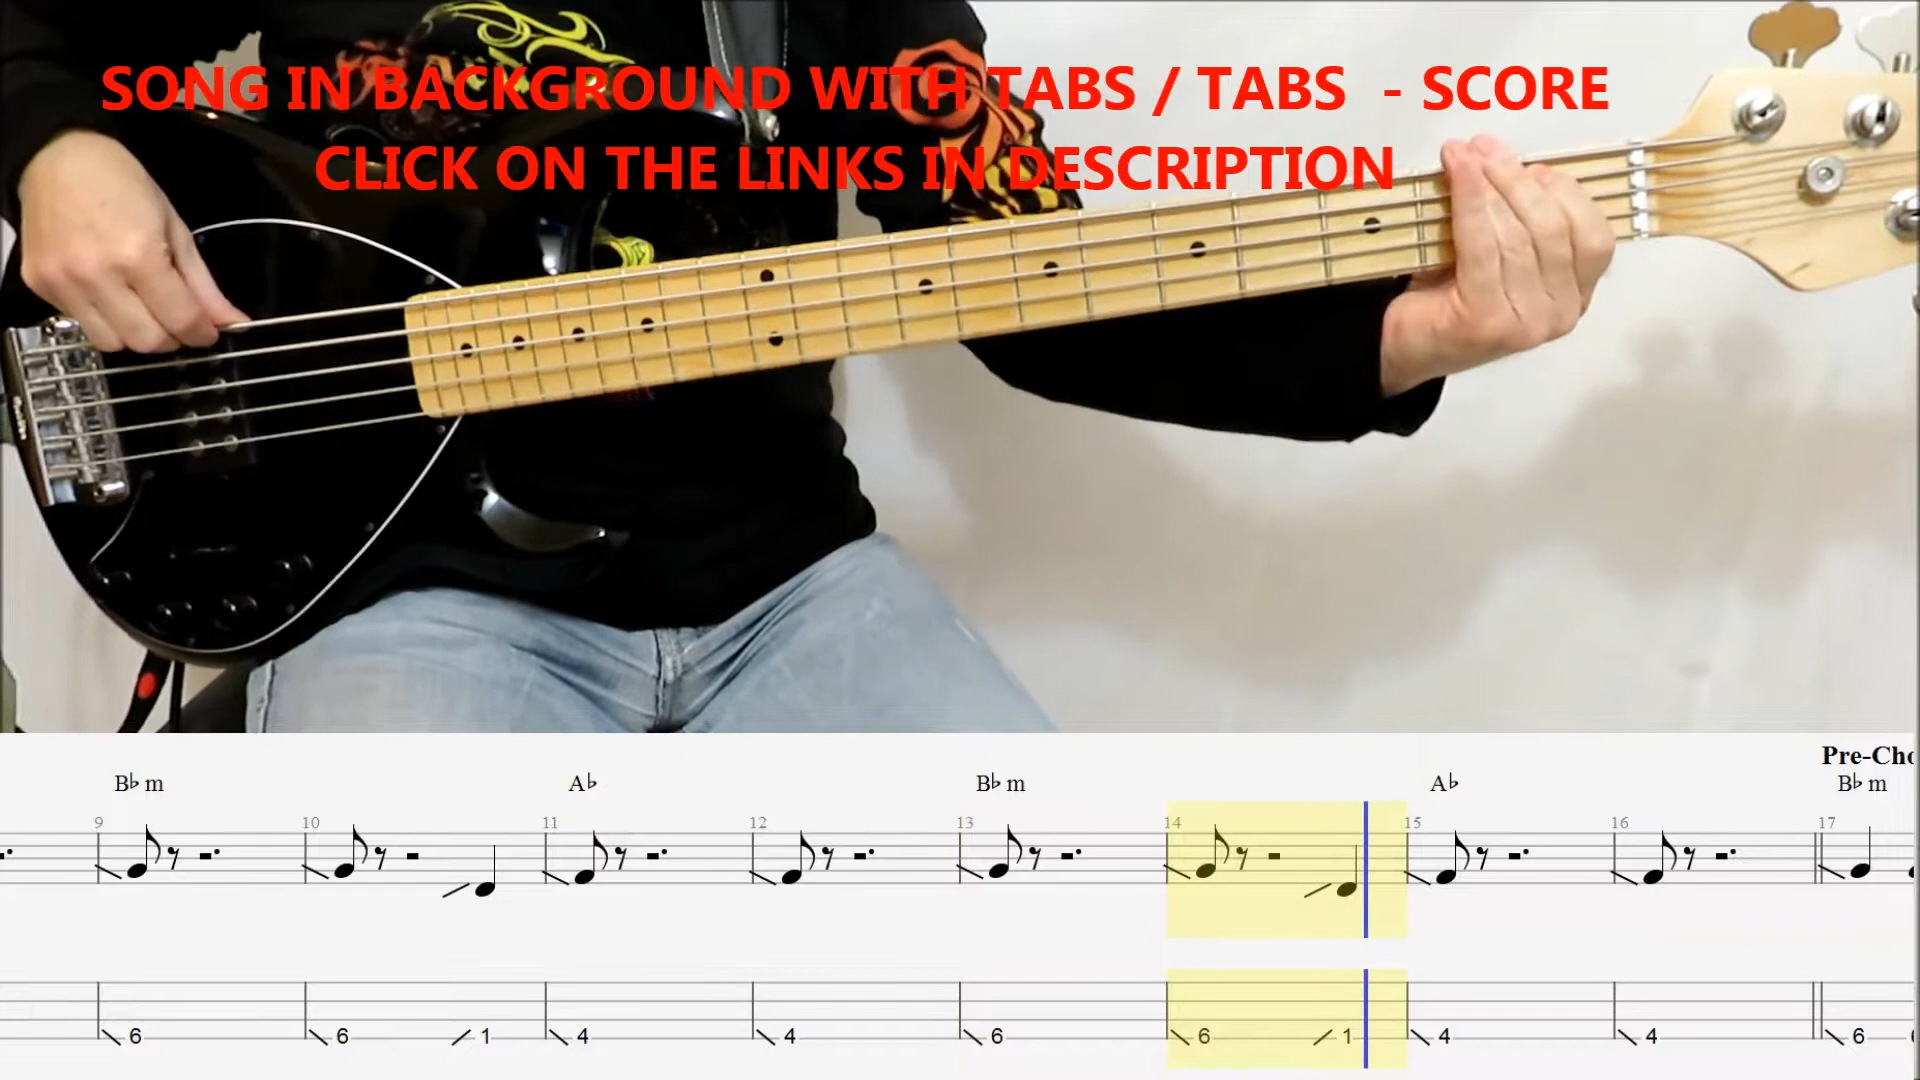 SONG IN BACKGROUND WITH TABS / TABS - SCORE
CLICK ON THE LINKS IN DESCRIPTION
Pre-Cho
B♭m A♭ B♭m A♭ B♭m
9 10 11 12 13 14 15 16 17
6 6 1 4 4 6 6 1 4 4 6